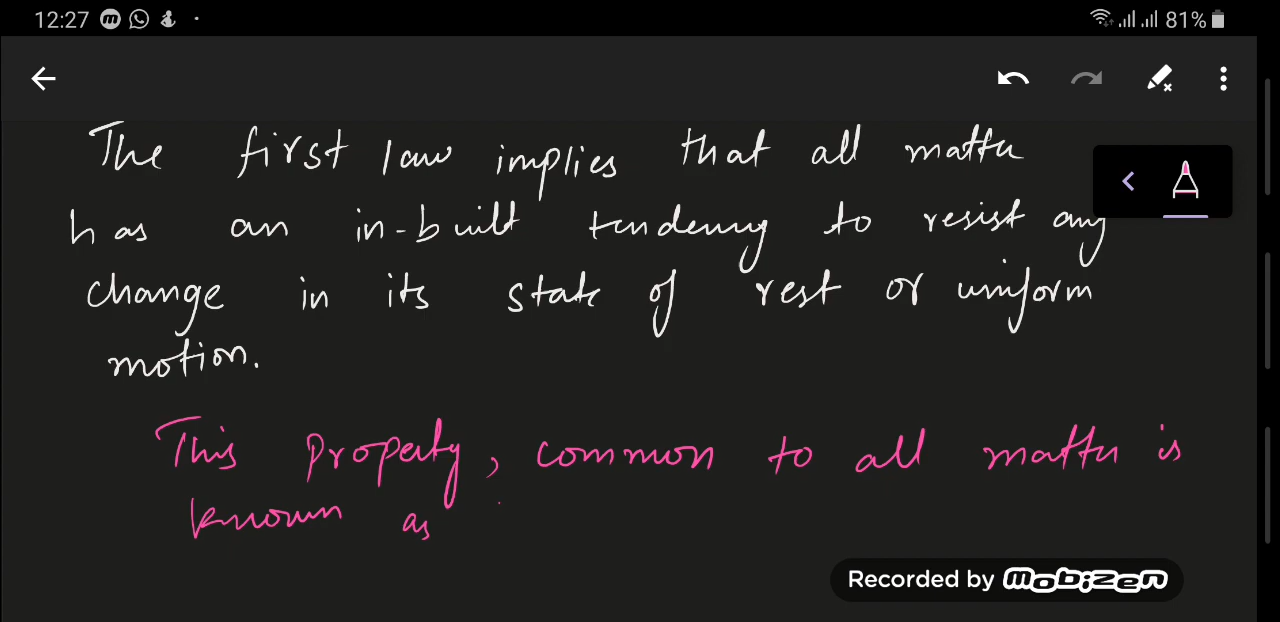 12:27
81%
The first law implies that all matter
has an in-built tendency to resist any
change in its state of rest or uniform
motion.
This property, common to all matter is
known as
Recorded by mobizen